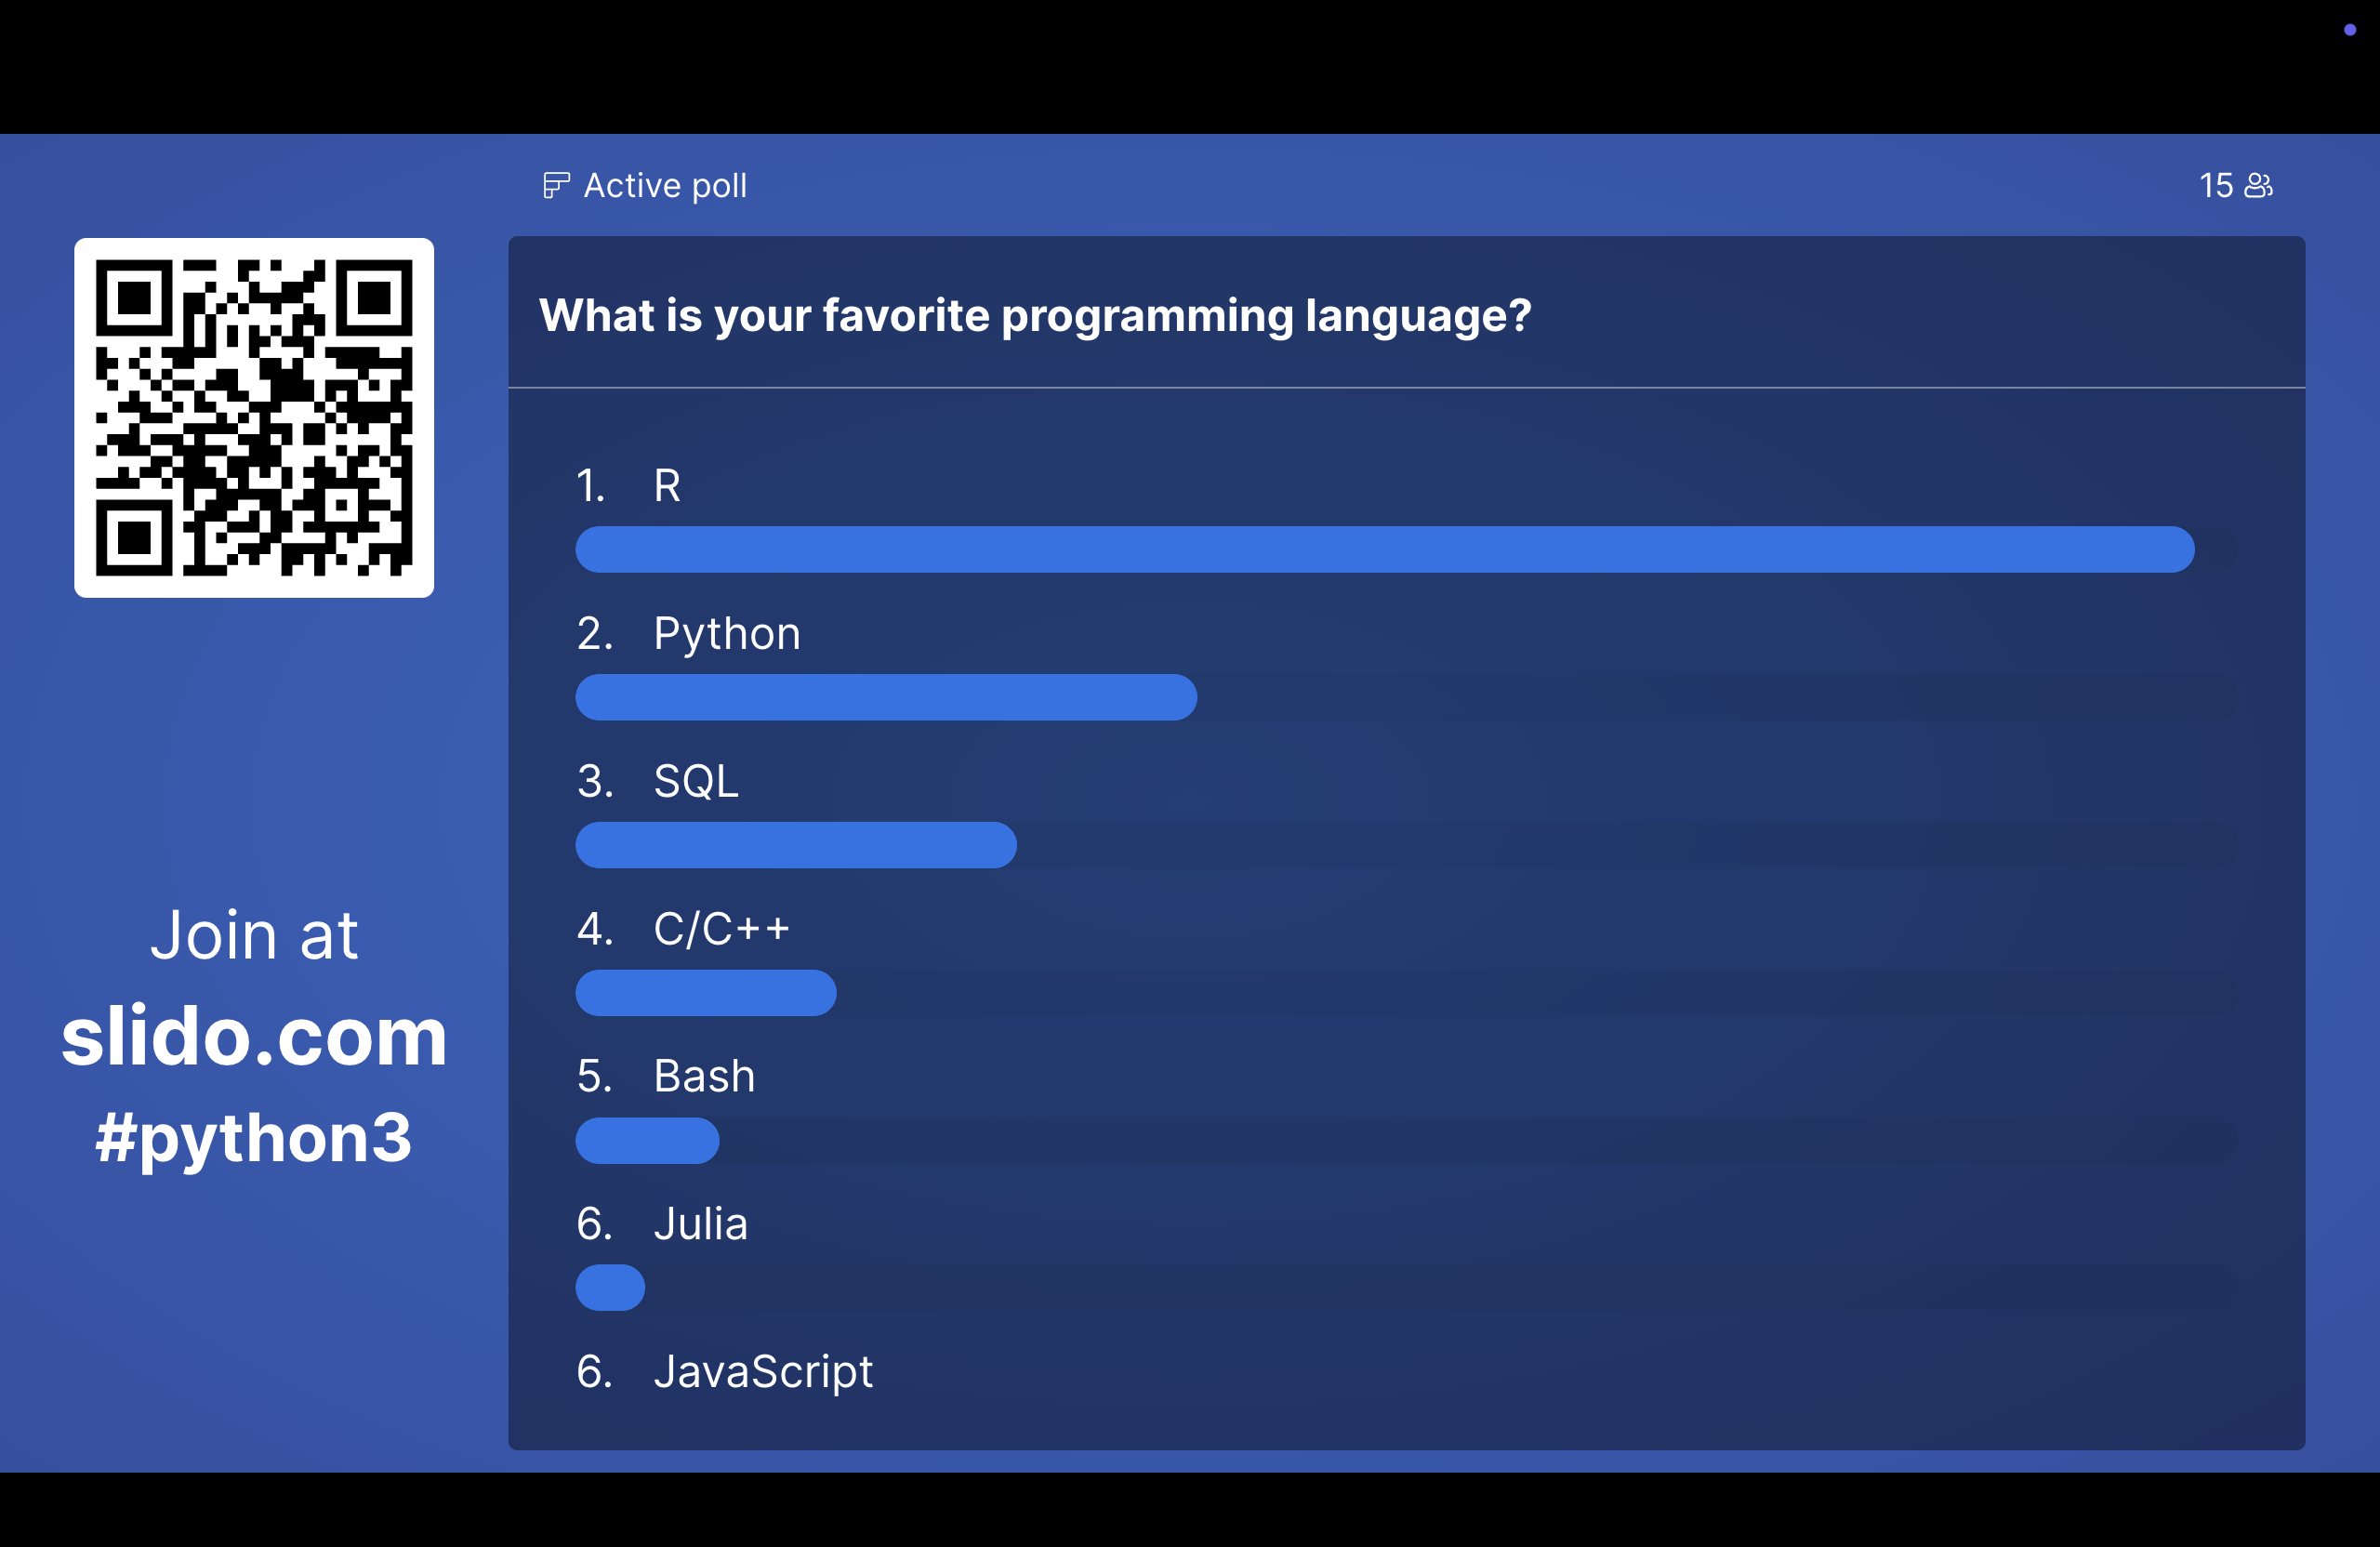 Active poll
15
What is your favorite programming language?
1. R
2. Python
3. SQL
4. C/C++
5. Bash
6. Julia
6. JavaScript
Join at
slido.com
#python3